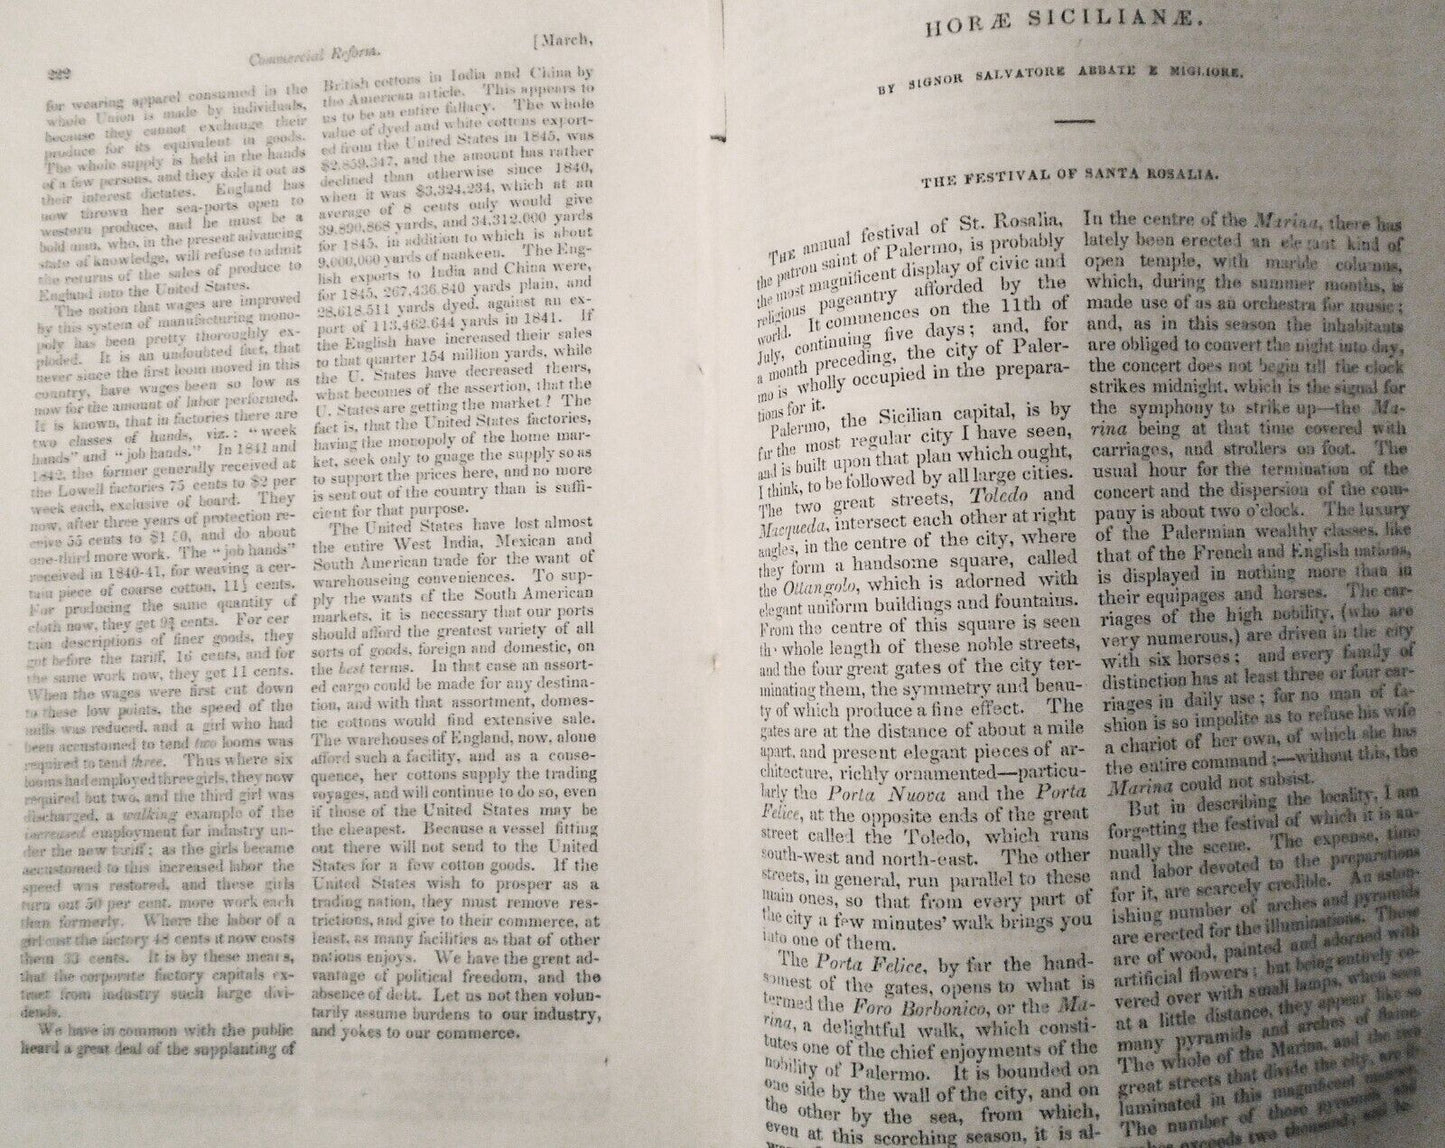 222
Commercial Reform.
[March,
for wearing apparel consumed in the
whole Union is made by individuals,
because they cannot exchange their
produce for its equivalent in goods.
The whole supply is held in the hands
of a few persons, and they dole it out as
their interest dictates. England has
now thrown her sea-ports open to
western produce, and he must be a
bold man, who, in the present advancing
state of knowledge, will refuse to admit
the returns of the sales of produce to
England into the United States.
The notion that wages are improved
by this system of manufacturing mono-
poly has been pretty thoroughly ex-
ploded. It is an undoubted fact, that
never since the first loom moved in this
country, have wages been so low as
now for the amount of labor performed.
It is known, that in factories there are
two classes of hands, viz.: "week
hands" and "job hands." In 1841 and
1842, the former generally received at
the Lowell factories 75 cents to $2 per
week each, exclusive of board. They
now, after three years of protection re-
ceive 55 cents to $1 50, and do about
one-third more work. The "job hands"
received in 1840-41, for weaving a cer-
tain piece of coarse cotton, 11½ cents.
For producing the same quantity of
cloth now, they get 9¾ cents. For cer
tain descriptions of finer goods, they
got before the tariff, 16 cents, and for
the same work now, they get 11 cents.
When the wages were first cut down
to these low points, the speed of the
mills was reduced, and a girl who had
been accustomed to tend two looms was
required to tend three. Thus where six
looms had employed three girls, they now
required but two, and the third girl was
discharged, a walking example of the
increased employment for industry un-
der the new tariff; as the girls became
accustomed to this increased labor the
speed was restored, and these girls
turn out 50 per cent. more work each
than formerly. Where the labor of a
girl cost the factory 48 cents it now costs
them 33 cents. It is by these means,
that the corporate factory capitals ex-
tract from industry such large divi-
dends.
We have in common with the public
heard a great deal of the supplanting of
British cottons in India and China by
the American article. This appears to
us to be an entire fallacy. The whole
value of dyed and white cottons export-
ed from the United States in 1845, was
$2,859,347, and the amount has rather
declined than otherwise since 1840,
when it was $3,324,234, which at an
average of 8 cents only would give
39,890,868 yards, and 34,312,000 yards
for 1845, in addition to which is about
9,000,000 yards of nankeen. The Eng-
lish exports to India and China were,
for 1845, 267,436,840 yards plain, and
28,618,511 yards dyed, against an ex-
port of 113,462,644 yards in 1841. If
the English have increased their sales
to that quarter 154 million yards, while
the U. States have decreased theirs,
what becomes of the assertion, that the
U. States are getting the market? The
fact is, that the United States factories,
having the monopoly of the home mar-
ket, seek only to guage the supply so as
to support the prices here, and no more
is sent out of the country than is suffi-
cient for that purpose.
The United States have lost almost
the entire West India, Mexican and
South American trade for the want of
warehouseing conveniences. To sup-
ply the wants of the South American
markets, it is necessary that our ports
should afford the greatest variety of all
sorts of goods, foreign and domestic, on
the best terms. In that case an assort-
ed cargo could be made for any destina-
tion, and with that assortment, domes-
tic cottons would find extensive sale.
The warehouses of England, now, alone
afford such a facility, and as a conse-
quence, her cottons supply the trading
voyages, and will continue to do so, even
if those of the United States may be
the cheapest. Because a vessel fitting
out there will not send to the United
States for a few cotton goods. If the
United States wish to prosper as a
trading nation, they must remove res-
trictions, and give to their commerce, at
least, as many facilities as that of other
nations enjoys. We have the great ad-
vantage of political freedom, and the
absence of debt. Let us not then volun-
tarily assume burdens to our industry,
and yokes to our commerce.
HORÆ SICILIANÆ.
BY SIGNOR SALVATORE ABBATE E MIGLIORE.
THE FESTIVAL OF SANTA ROSALIA.
THE annual festival of St. Rosalia,
the patron saint of Palermo, is probably
the most magnificent display of civic and
religious pageantry afforded by the
world. It commences on the 11th of
July, continuing five days; and, for
a month preceding, the city of Paler-
mo is wholly occupied in the prepara-
tions for it.
Palermo, the Sicilian capital, is by
far the most regular city I have seen,
and is built upon that plan which ought,
I think, to be followed by all large cities.
The two great streets, Toledo and
Macqueda, intersect each other at right
angles, in the centre of the city, where
they form a handsome square, called
the Ottangolo, which is adorned with
elegant uniform buildings and fountains.
From the centre of this square is seen
the whole length of these noble streets,
and the four great gates of the city ter-
minating them, the symmetry and beau-
ty of which produce a fine effect. The
gates are at the distance of about a mile
apart, and present elegant pieces of ar-
chitecture, richly ornamented—particu-
larly the Porta Nuova and the Porta
Felice, at the opposite ends of the great
street called the Toledo, which runs
south-west and north-east. The other
streets, in general, run parallel to these
main ones, so that from every part of
the city a few minutes' walk brings you
into one of them.
The Porta Felice, by far the hand-
somest of the gates, opens to what is
termed the Foro Borbonico, or the Ma-
rina, a delightful walk, which consti-
tutes one of the chief enjoyments of the
nobility of Palermo. It is bounded on
one side by the wall of the city, and on
the other by the sea, from which,
even at this scorching season, it is al-
In the centre of the Marina, there has
lately been erected an elegant kind of
open temple, with marble columns,
which, during the summer months, is
made use of as an orchestra for music;
and, as in this season the inhabitants
are obliged to convert the night into day,
the concert does not begin till the clock
strikes midnight, which is the signal for
the symphony to strike up—the Ma-
rina being at that time covered with
carriages, and strollers on foot. The
usual hour for the termination of the
concert and the dispersion of the com-
pany is about two o'clock. The luxury
of the Palermian wealthy classes, like
that of the French and English nations,
is displayed in nothing more than in
their equipages and horses. The car-
riages of the high nobility, (who are
very numerous,) are driven in the city
with six horses; and every family of
distinction has at least three or four car-
riages in daily use; for no man of fa-
shion is so impolite as to refuse his wife
a chariot of her own, of which she has
the entire command;—without this, the
Marina could not subsist.
But in describing the locality, I am
forgetting the festival of which it is an-
nually the scene. The expense, time
and labor devoted to the preparations
for it, are scarcely credible. An aston-
ishing number of arches and pyramids
are erected for the illuminations. These
are of wood, painted and adorned with
artificial flowers; but being entirely co-
vered over with small lamps, when seen
at a little distance, they appear like so
many pyramids and arches of flame.
The whole of the Marina, and the two
great streets that divide the city, are il-
luminated in this magnificent manner.
The number of those pyramids and
exceeds two thousand;